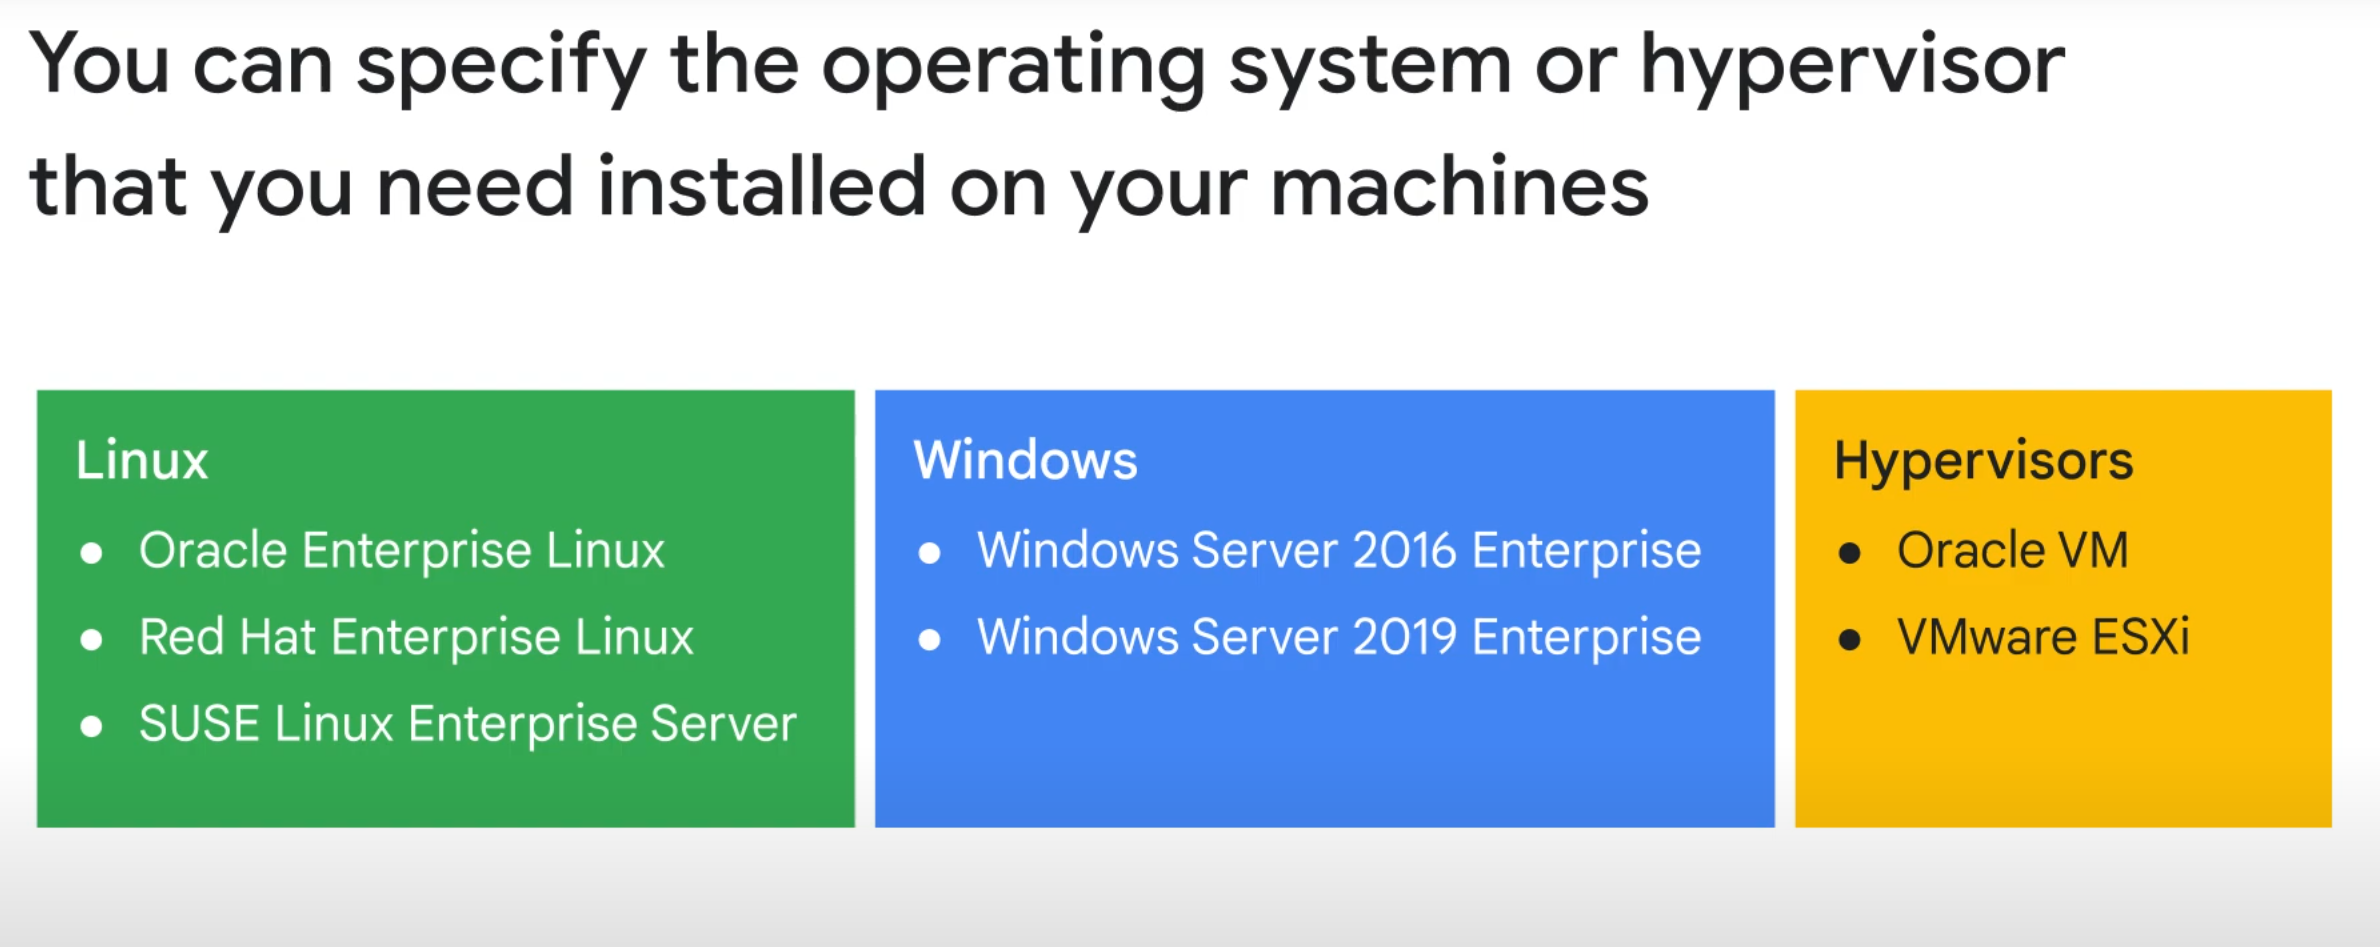 You can specify the operating system or hypervisor
that you need installed on your machines
Linux
● Oracle Enterprise Linux
● Red Hat Enterprise Linux
● SUSE Linux Enterprise Server
Windows
● Windows Server 2016 Enterprise
● Windows Server 2019 Enterprise
Hypervisors
● Oracle VM
● VMware ESXi